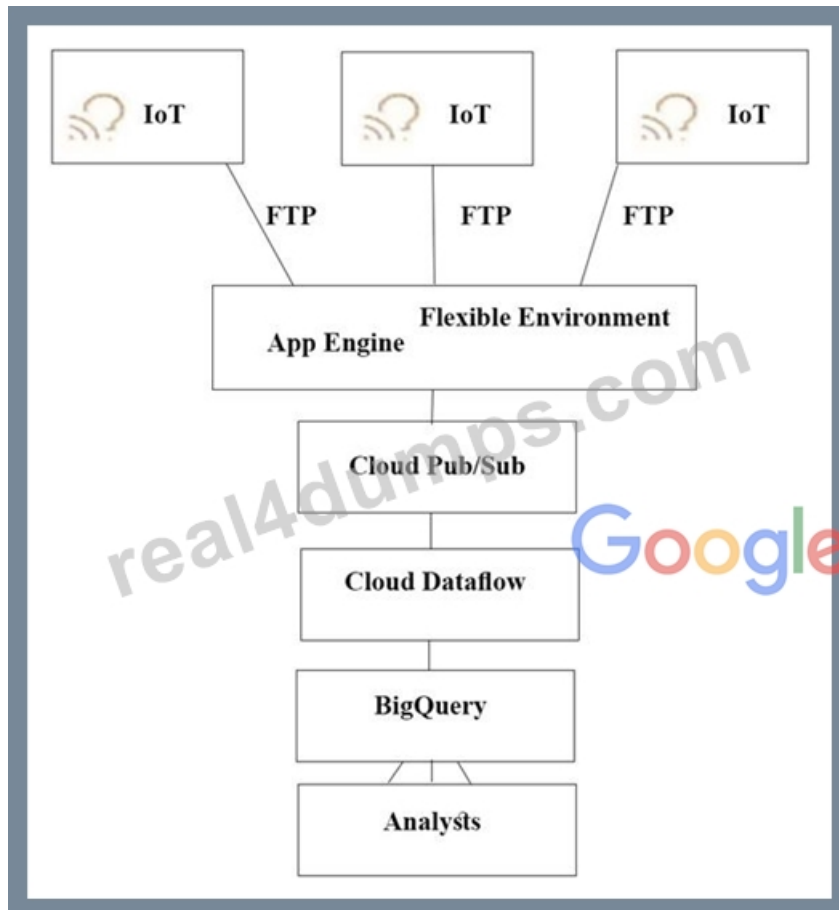 IoT IoT IoT
FTP FTP FTP
Flexible Environment
App Engine
Cloud Pub/Sub
real4dumps.com
Google
Cloud Dataflow
BigQuery
Analysts